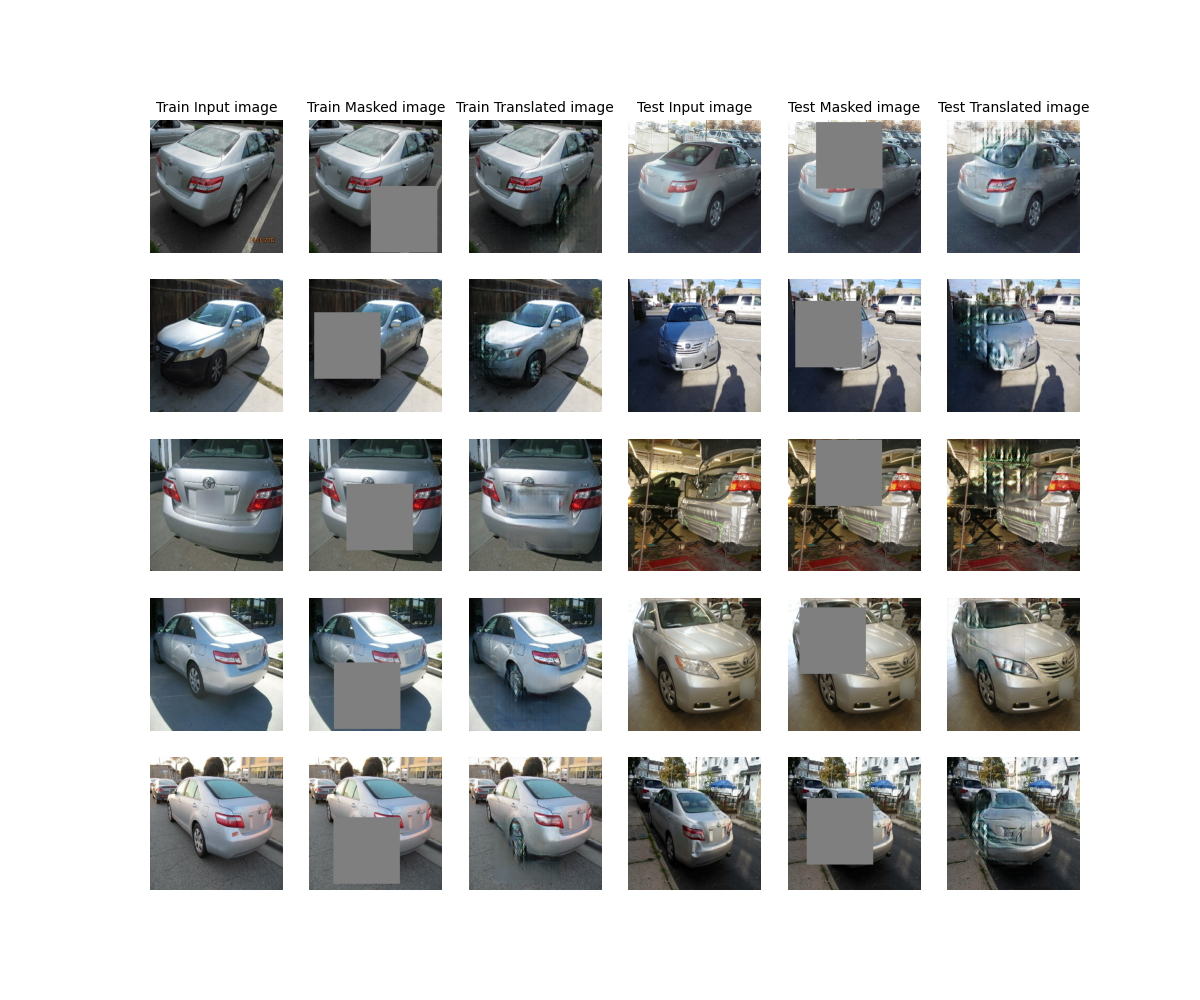 Train Input image
Train Masked image
Train Translated image
Test Input image
Test Masked image
Test Translated image